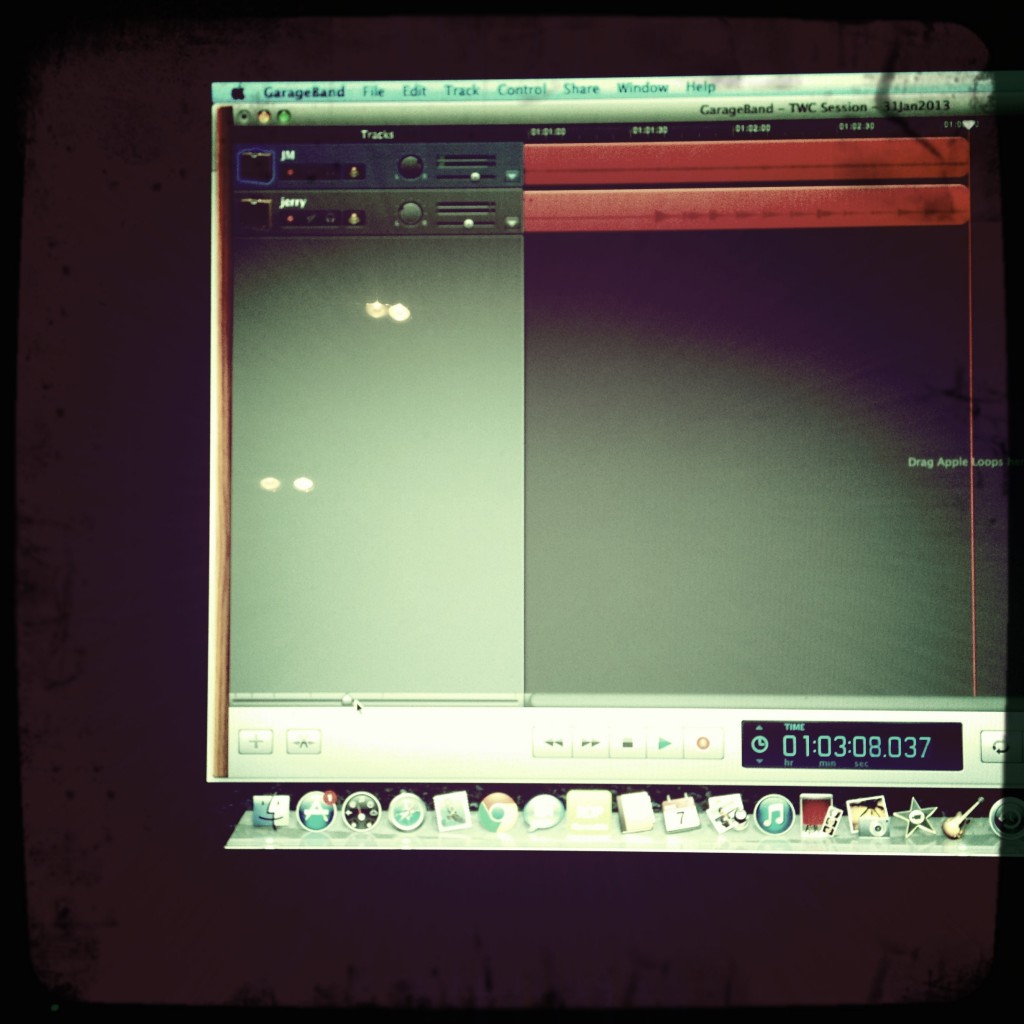 GarageBand File Edit Track Control Share Window Help
GarageBand - TWC Session - 31Jan2013
Tracks 01:01:00 01:01:30 01:02:00 01:02:30
JM
jerry
Drag Apple Loops
TIME
01:03:08.037
hr min sec
7